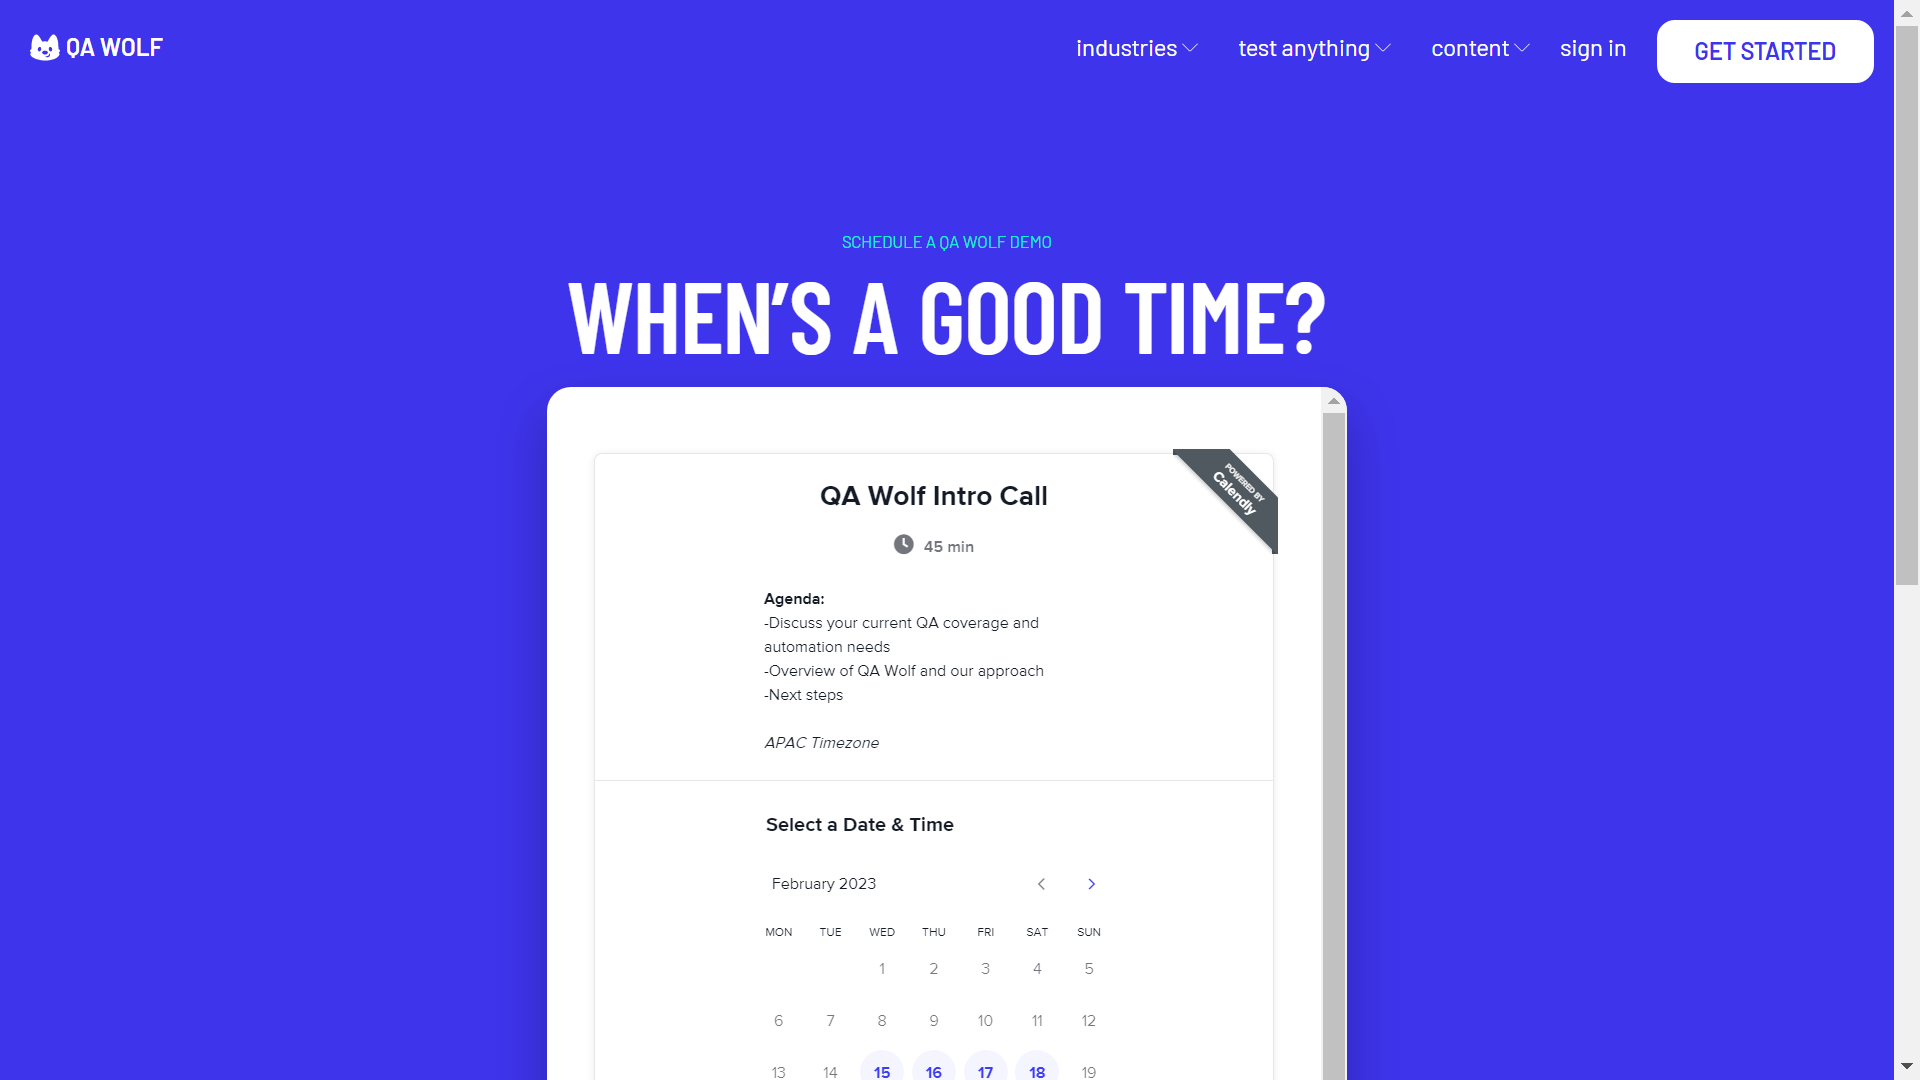 QA WOLF
industries
test anything
content
sign in
GET STARTED
SCHEDULE A QA WOLF DEMO
WHEN’S A GOOD TIME?
POWERED BY
Calendly
QA Wolf Intro Call
45 min
Agenda:
-Discuss your current QA coverage and
automation needs
-Overview of QA Wolf and our approach
-Next steps
APAC Timezone
Select a Date & Time
February 2023
MON TUE WED THU FRI SAT SUN
1 2 3 4 5
6 7 8 9 10 11 12
13 14 15 16 17 18 19